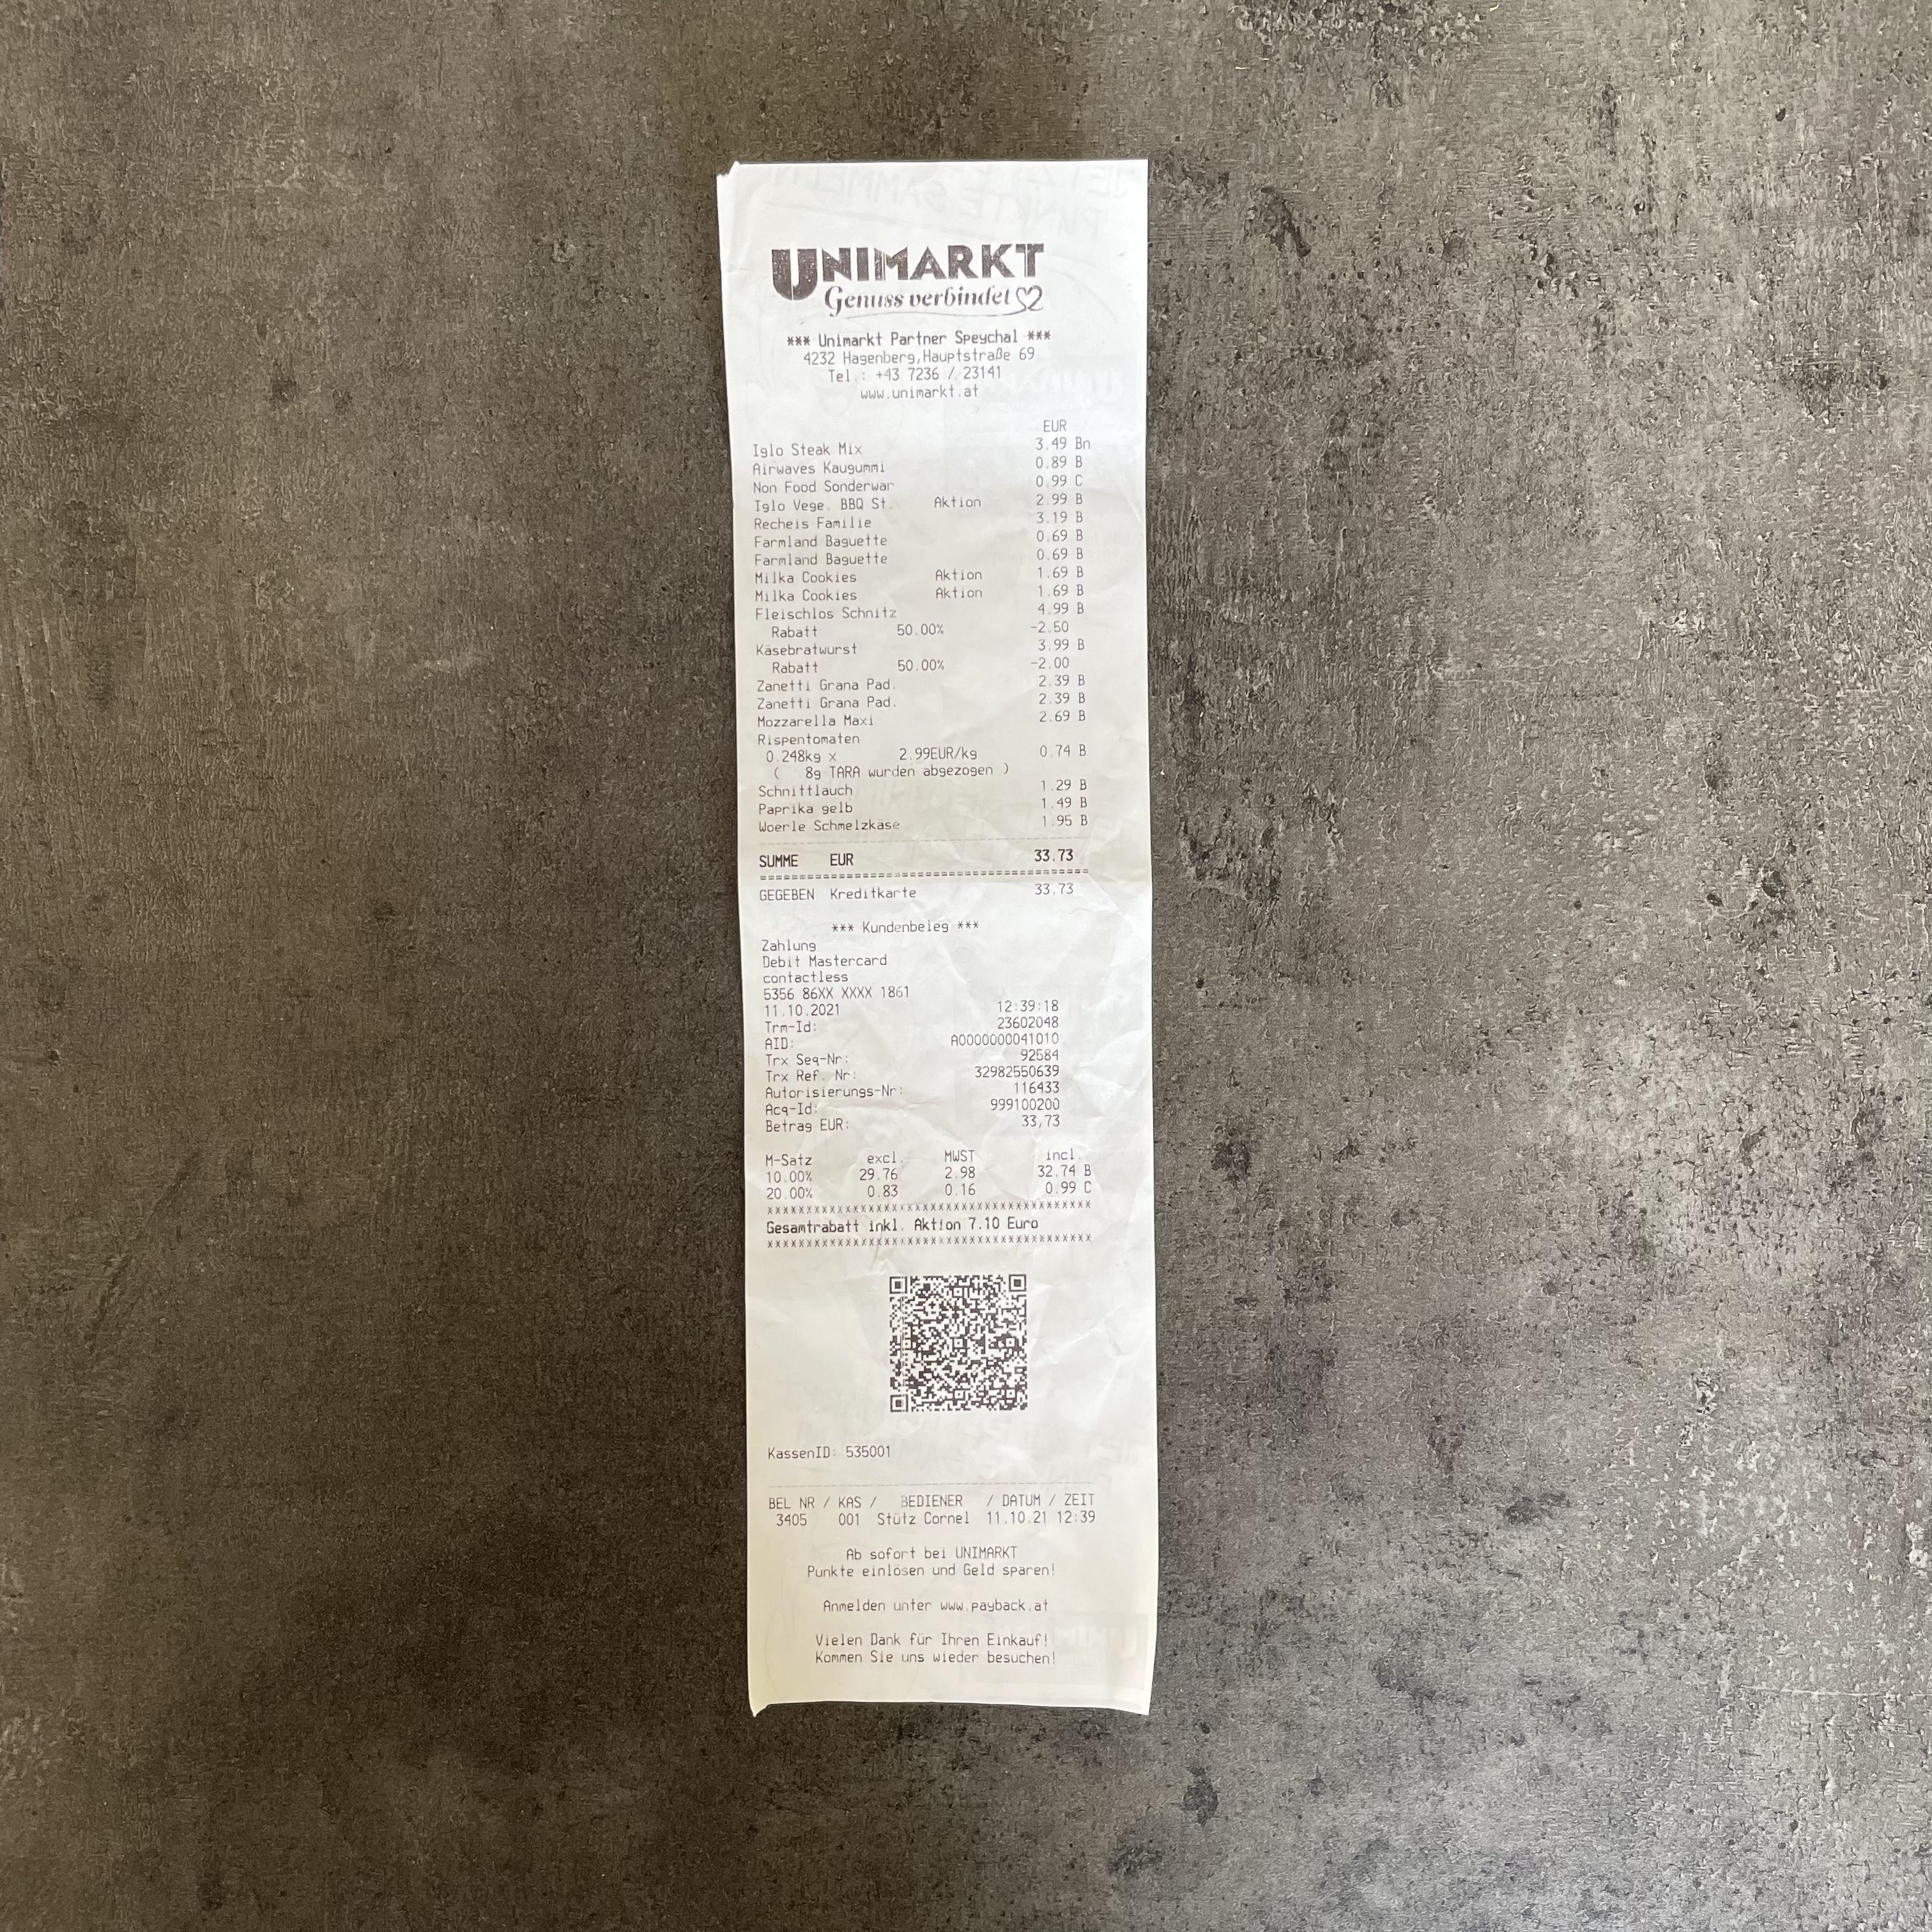 UNIMARKT
Genuss verbindet
*** Unimarkt Partner Speychal ***
4232 Hagenberg,Hauptstraße 69
Tel.: +43 7236 / 23141
www.unimarkt.at
EUR
Iglo Steak Mix 3.49 Bn
Airwaves Kaugummi 0.89 B
Non Food Sonderwar 0.99 C
Iglo Vege. BBQ St. Aktion 2.99 B
Recheis Familie 3.19 B
Farmland Baguette 0.69 B
Farmland Baguette 0.69 B
Milka Cookies Aktion 1.69 B
Milka Cookies Aktion 1.69 B
Fleischlos Schnitz 4.99 B
Rabatt 50.00% -2.50
Käsebratwurst 3.99 B
Rabatt 50.00% -2.00
Zanetti Grana Pad. 2.39 B
Zanetti Grana Pad. 2.39 B
Mozzarella Maxi 2.69 B
Rispentomaten
0.248kg x 2.99EUR/kg 0.74 B
( 8g TARA wurden abgezogen )
Schnittlauch 1.29 B
Paprika gelb 1.49 B
Woerle Schmelzkäse 1.95 B
SUMME EUR 33.73
GEGEBEN Kreditkarte 33.73
*** Kundenbeleg ***
Zahlung
Debit Mastercard
contactless
5356 86XX XXXX 1861
11.10.2021 12:39:18
Trm-Id: 23602048
AID: A0000000041010
Trx Seq-Nr: 92584
Trx Ref. Nr: 32982550639
Autorisierungs-Nr: 116433
Acq-Id: 999100200
Betrag EUR: 33,73
M-Satz excl. MWST incl.
10.00% 29.76 2.98 32.74 B
20.00% 0.83 0.16 0.99 C
Gesamtrabatt inkl. Aktion 7.10 Euro
KassenID: 535001
BEL NR / KAS / BEDIENER / DATUM / ZEIT
3405 001 Stütz Cornel 11.10.21 12:39
Ab sofort bei UNIMARKT
Punkte einlösen und Geld sparen!
Anmelden unter www.payback.at
Vielen Dank für Ihren Einkauf!
Kommen Sie uns wieder besuchen!